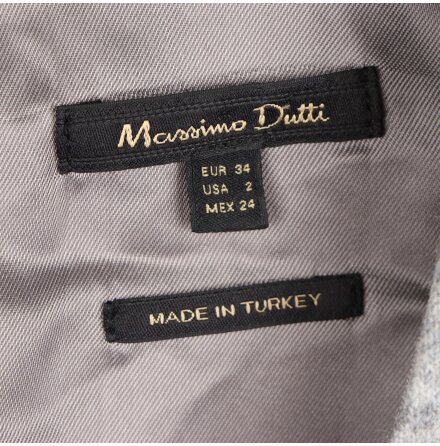 Massimo Dutti
EUR 34
USA 2
MEX 24
MADE IN TURKEY